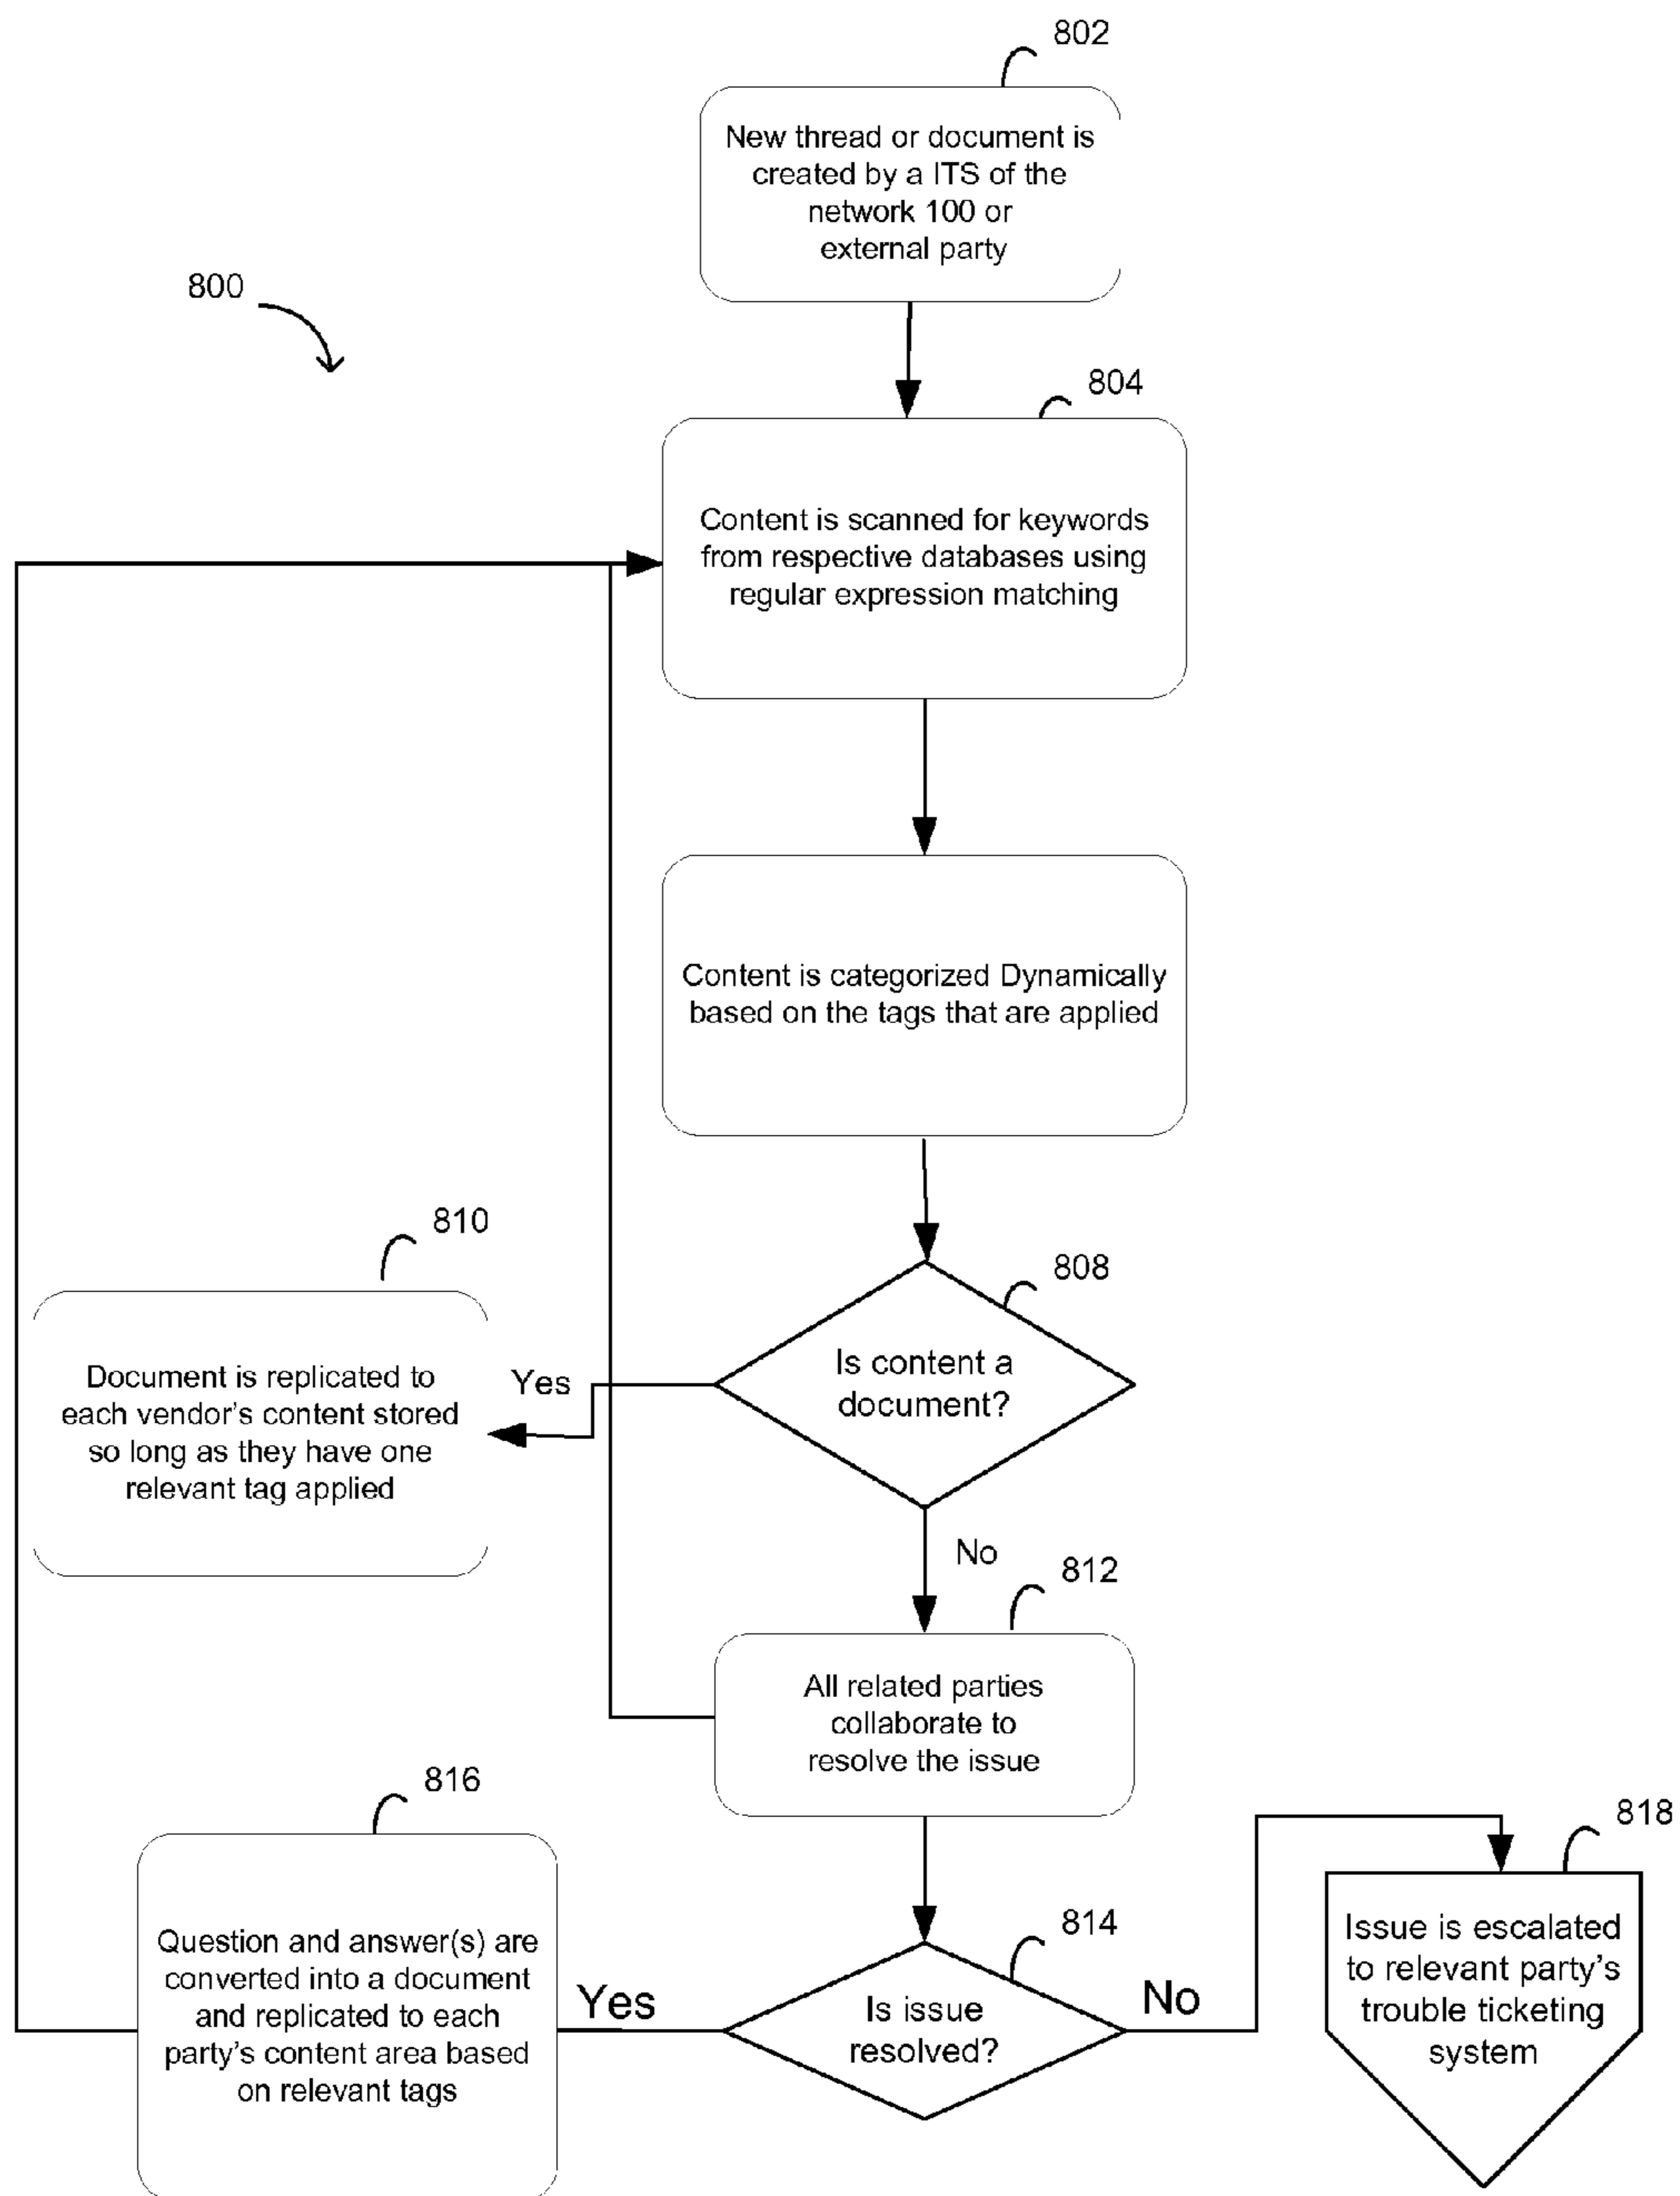 802
New thread or document is
created by a ITS of the
network 100 or
external party
800
804
Content is scanned for keywords
from respective databases using
regular expression matching
Content is categorized Dynamically
based on the tags that are applied
810
808
Document is replicated to
each vendor's content stored
so long as they have one
relevant tag applied
Yes
Is content a
document?
No
812
All related parties
collaborate to
resolve the issue
816
818
814
Question and answer(s) are
converted into a document
and replicated to each
party's content area based
on relevant tags
Yes
Is issue
resolved?
No
Issue is escalated
to relevant party's
trouble ticketing
system